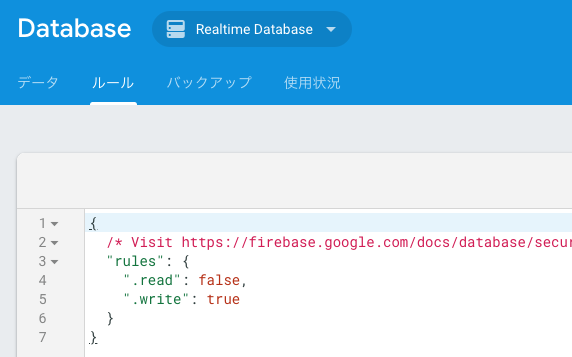 Database
Realtime Database
データ ルール バックアップ 使用状況
1 {
2 /* Visit https://firebase.google.com/docs/database/secur
3 "rules": {
4 ".read": false,
5 ".write": true
6 }
7 }